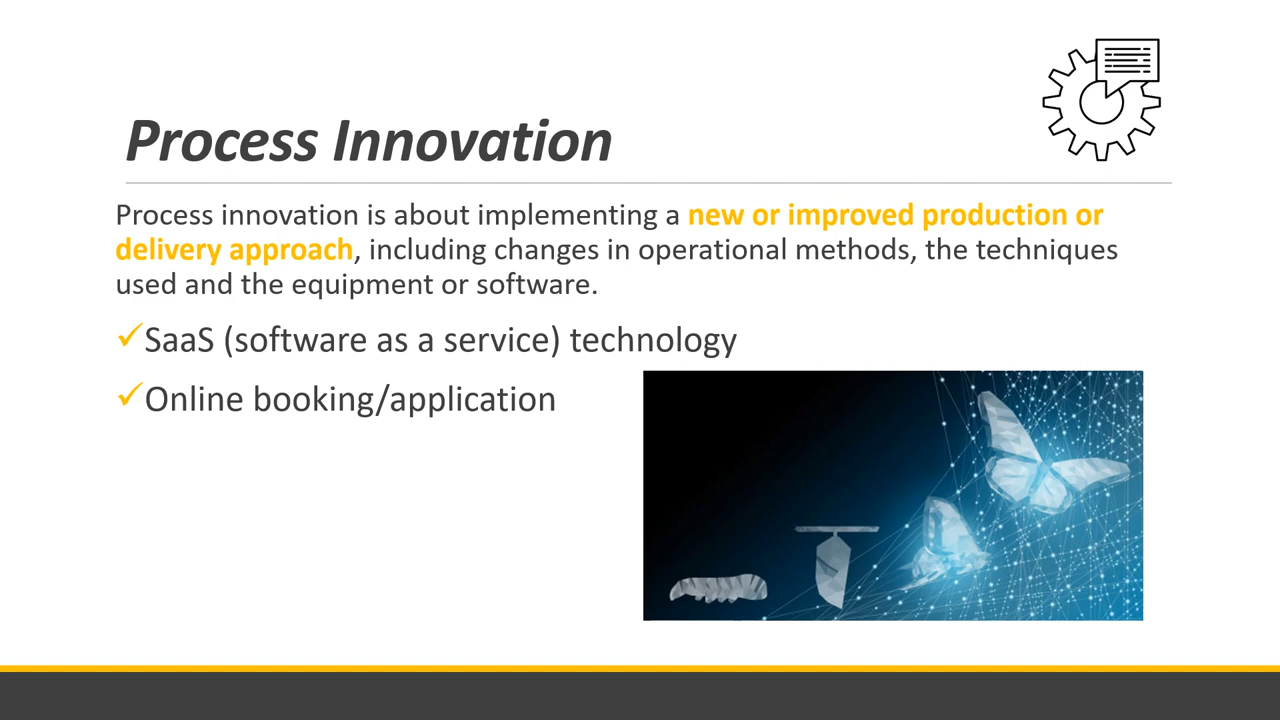 Process Innovation
Process innovation is about implementing a new or improved production or
delivery approach, including changes in operational methods, the techniques
used and the equipment or software.
✓SaaS (software as a service) technology
✓Online booking/application